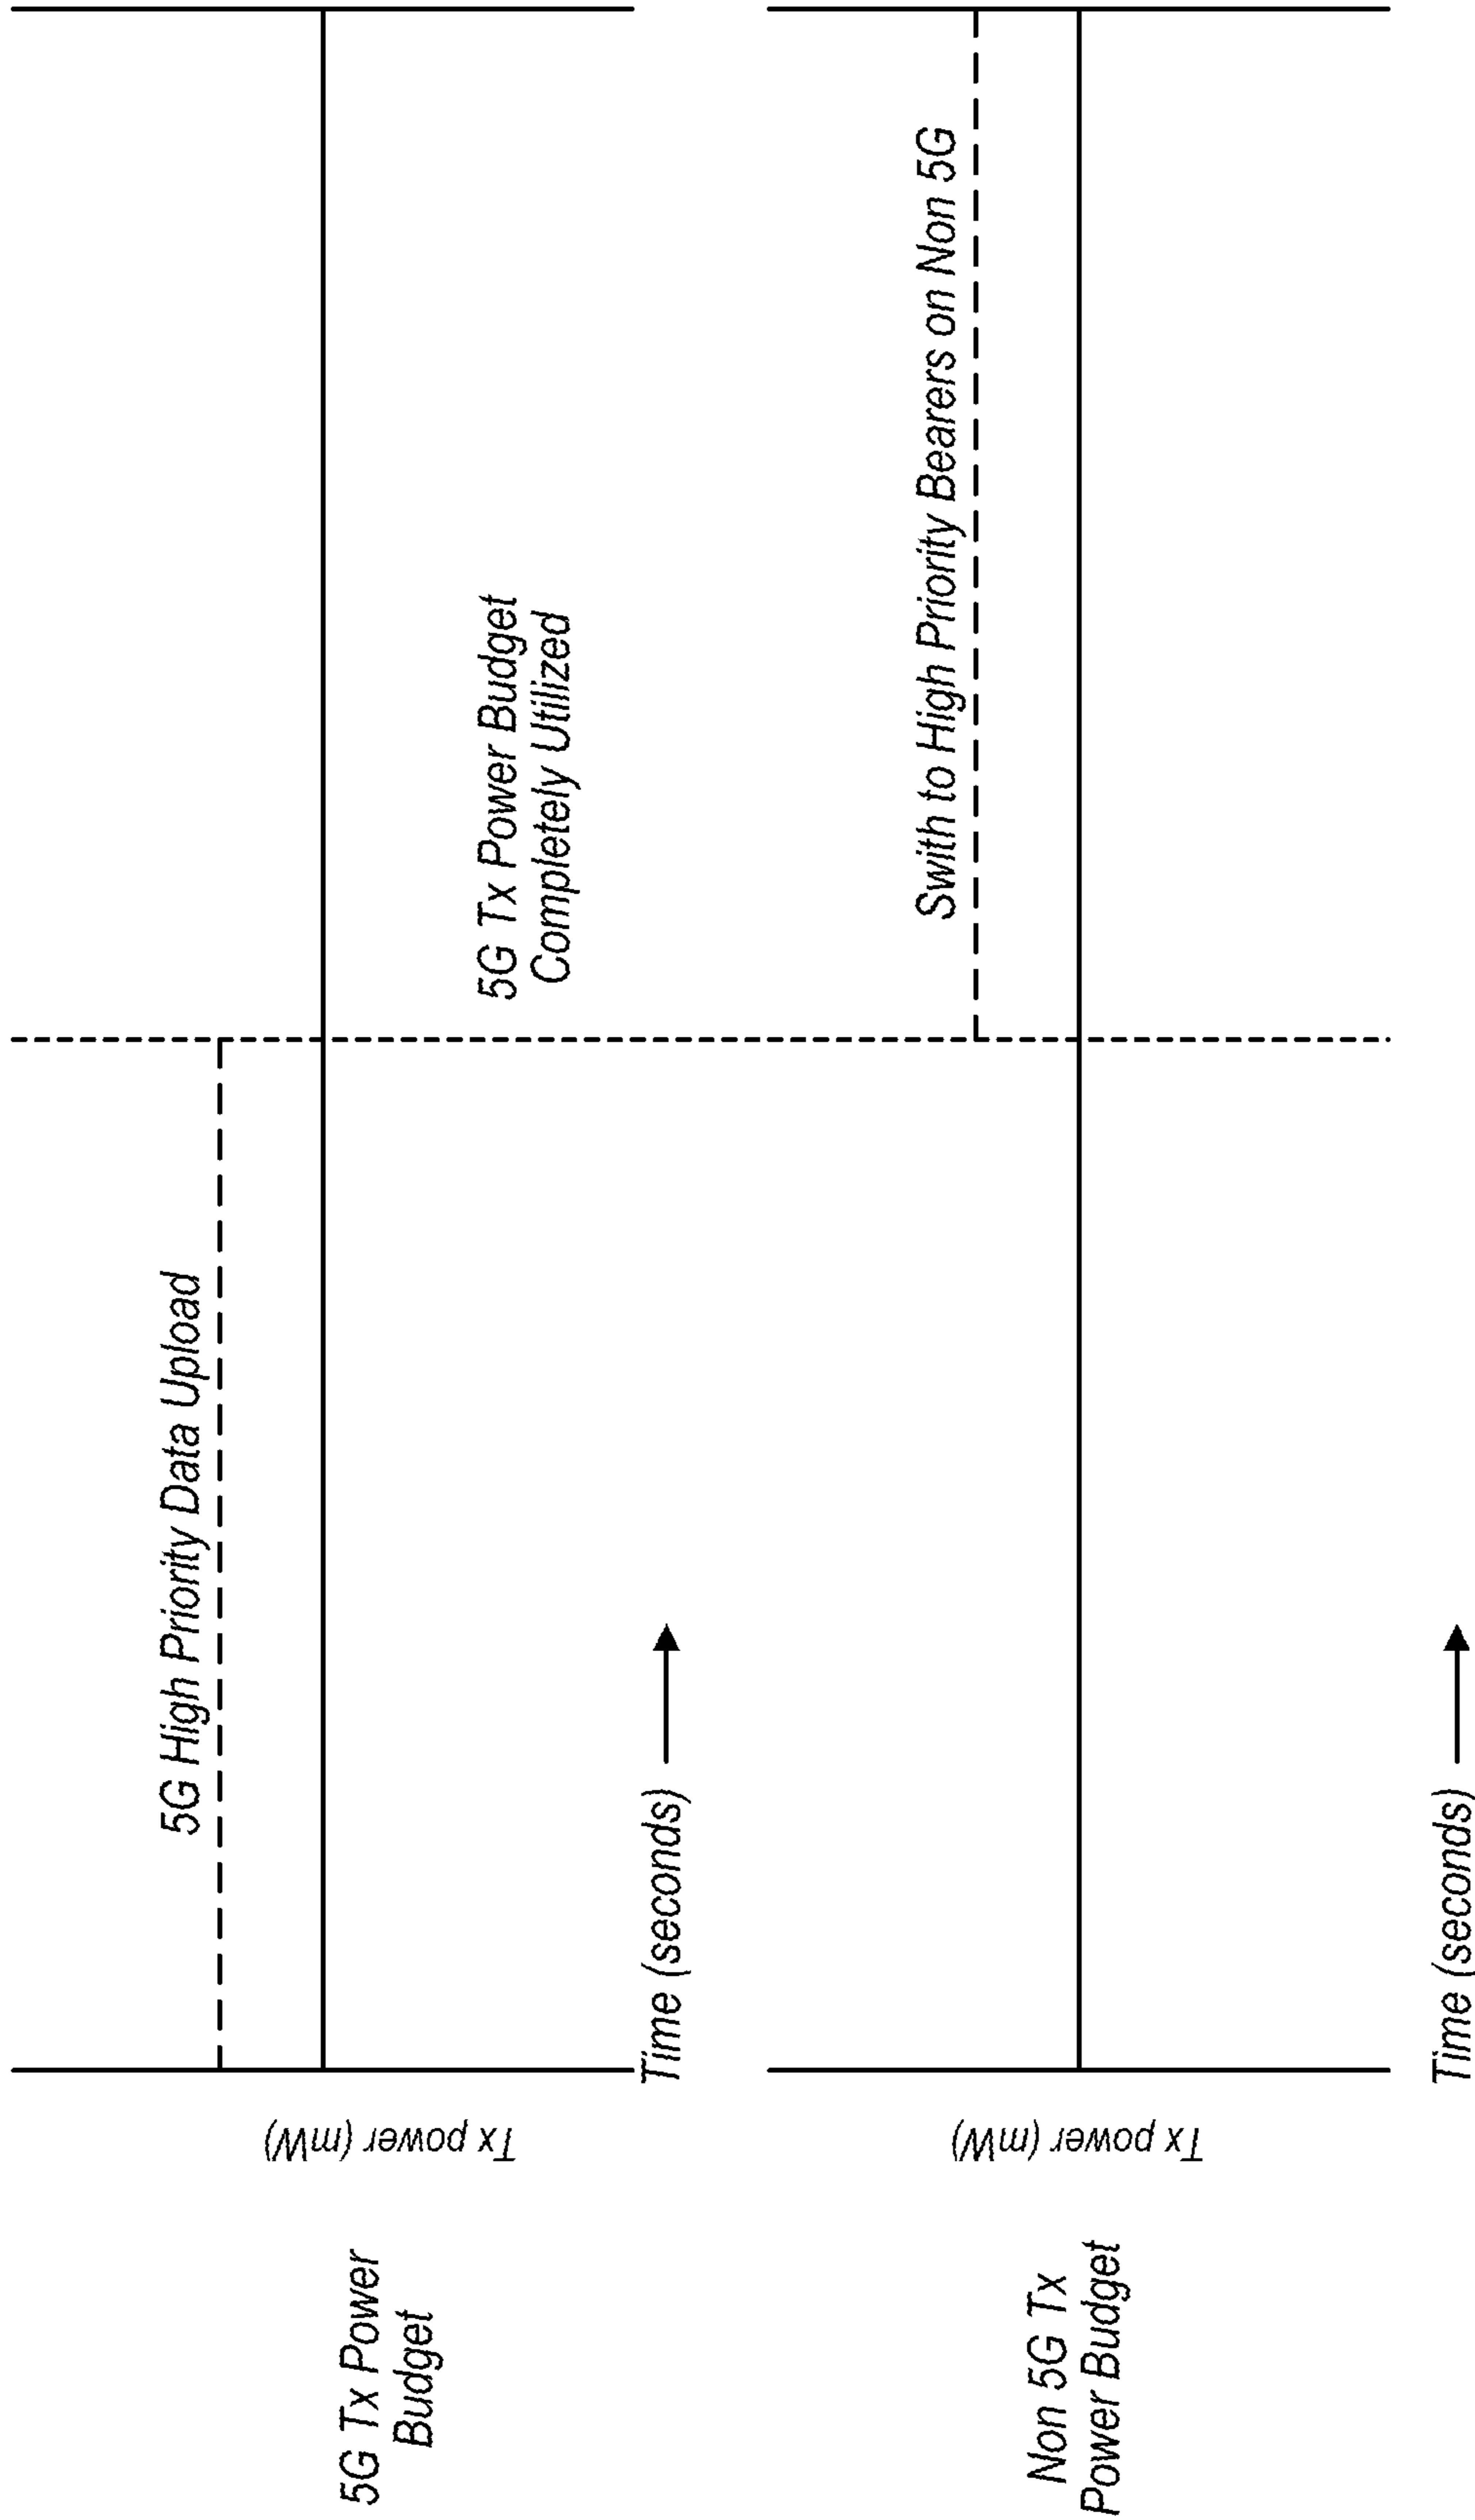 5G Tx Power
Budget
Tx power (mW)
5G High Priority Data Upload
5G Tx Power Budget
Completely Utilized
Time (seconds)
Non 5G Tx
Power Budget
Tx power (mW)
Swith to High Priority Bearers on Non 5G
Time (seconds)